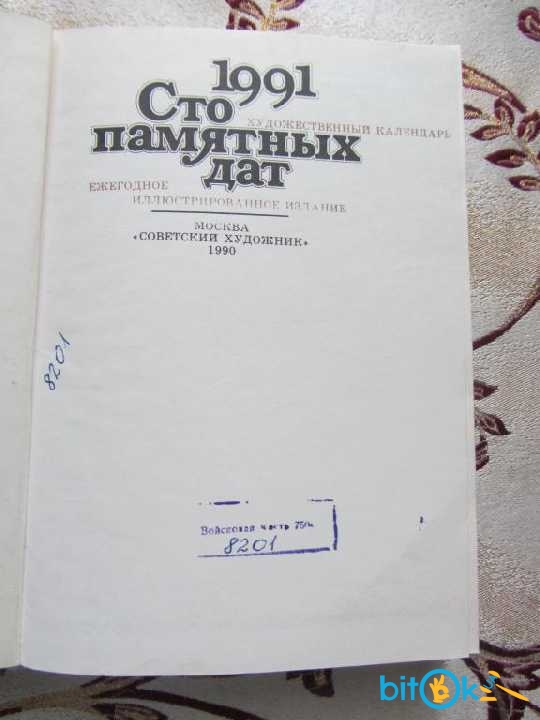 1991
Сто
ХУДОЖЕСТВЕННЫЙ КАЛЕНДАРЬ
памятных
дат
ЕЖЕГОДНОЕ
ИЛЛЮСТРИРОВАННОЕ ИЗДАНИЕ
МОСКВА
«СОВЕТСКИЙ ХУДОЖНИК»
1990
8201
Войсковая часть
8201
bitok